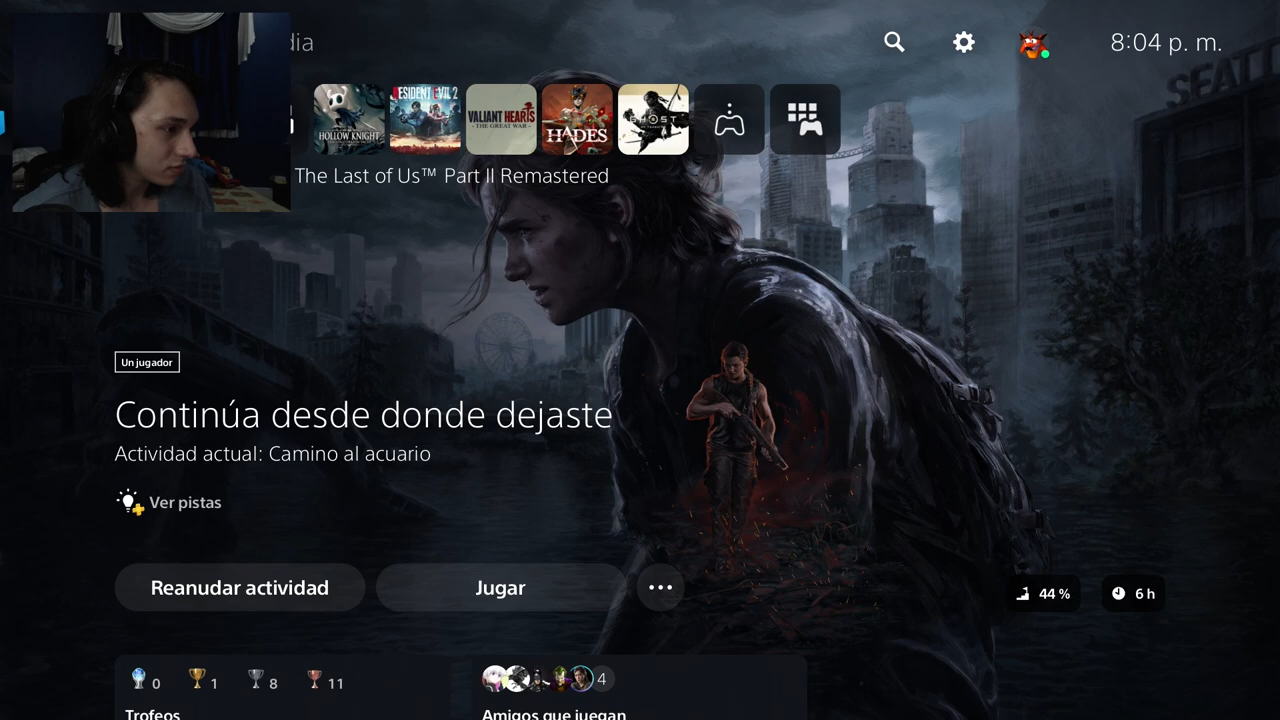 dia
8:04 p. m.
HOLLOW KNIGHT
RESIDENT EVIL 2
VALIANT HEARTS
- THE GREAT WAR -
HADES
GHOST
The Last of Us™ Part II Remastered
SEATT
Un jugador
Continúa desde donde dejaste
Actividad actual: Camino al acuario
Ver pistas
Reanudar actividad
Jugar
44 %
6 h
0
1
8
11
4
Trofeos
Amigos que juegan